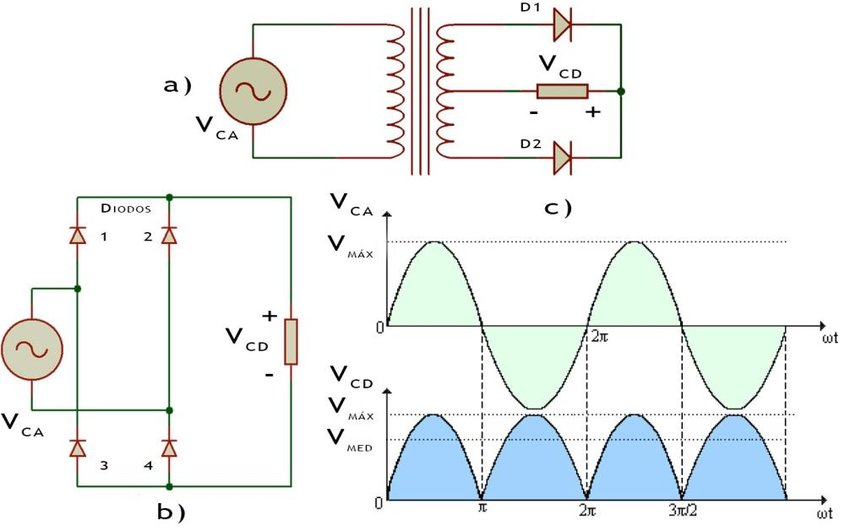 D1
a)
V CA
V CD
- +
D2
b)
DIODOS
1 2
V CA
+
V CD
-
3 4
c)
V CA
V MÁX
0
2π
ωt
V CD
V MÁX
V MED
0
π
2π
3π/2
ωt